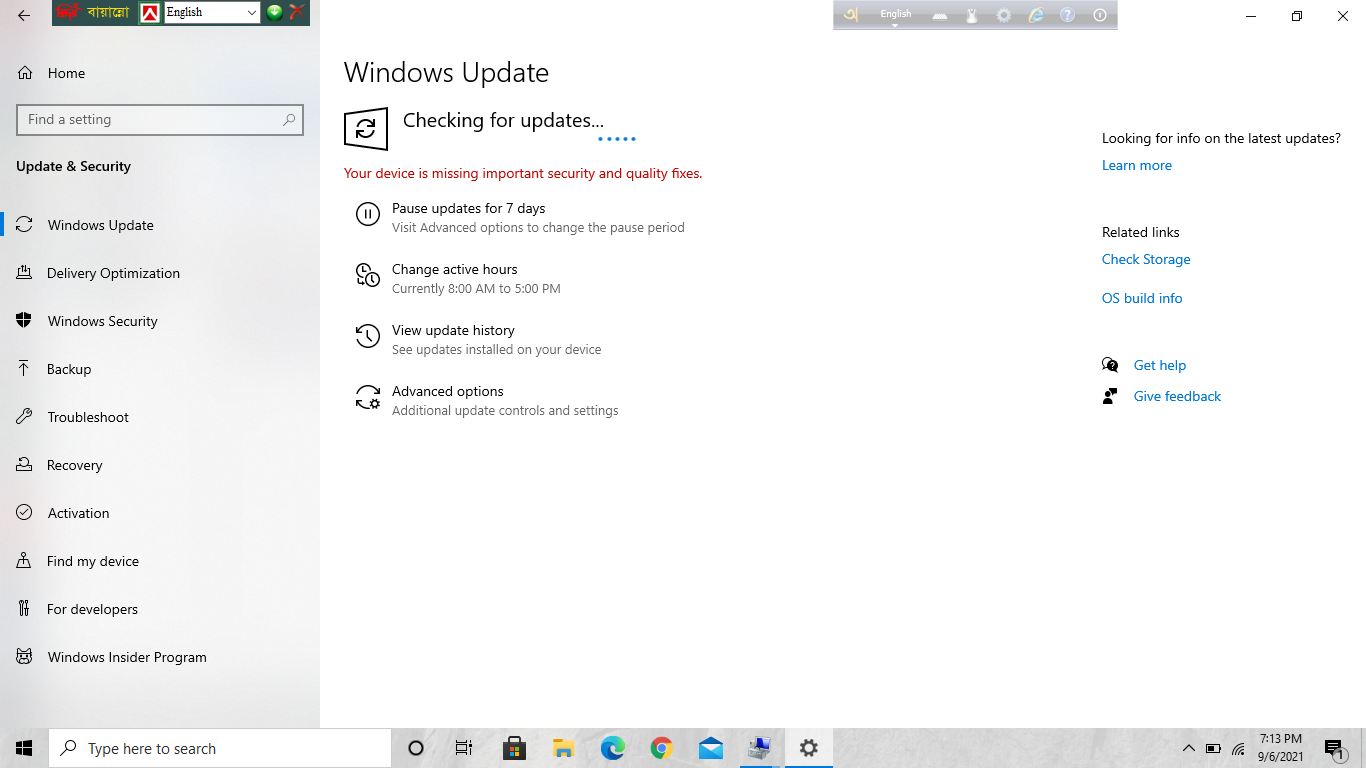 বায়ান্নো
English
English
Home
Find a setting
Update & Security
Windows Update
Delivery Optimization
Windows Security
Backup
Troubleshoot
Recovery
Activation
Find my device
For developers
Windows Insider Program
Windows Update
Checking for updates...
Your device is missing important security and quality fixes.
Pause updates for 7 days
Visit Advanced options to change the pause period
Change active hours
Currently 8:00 AM to 5:00 PM
View update history
See updates installed on your device
Advanced options
Additional update controls and settings
Looking for info on the latest updates?
Learn more
Related links
Check Storage
OS build info
Get help
Give feedback
Type here to search
7:13 PM
9/6/2021
1